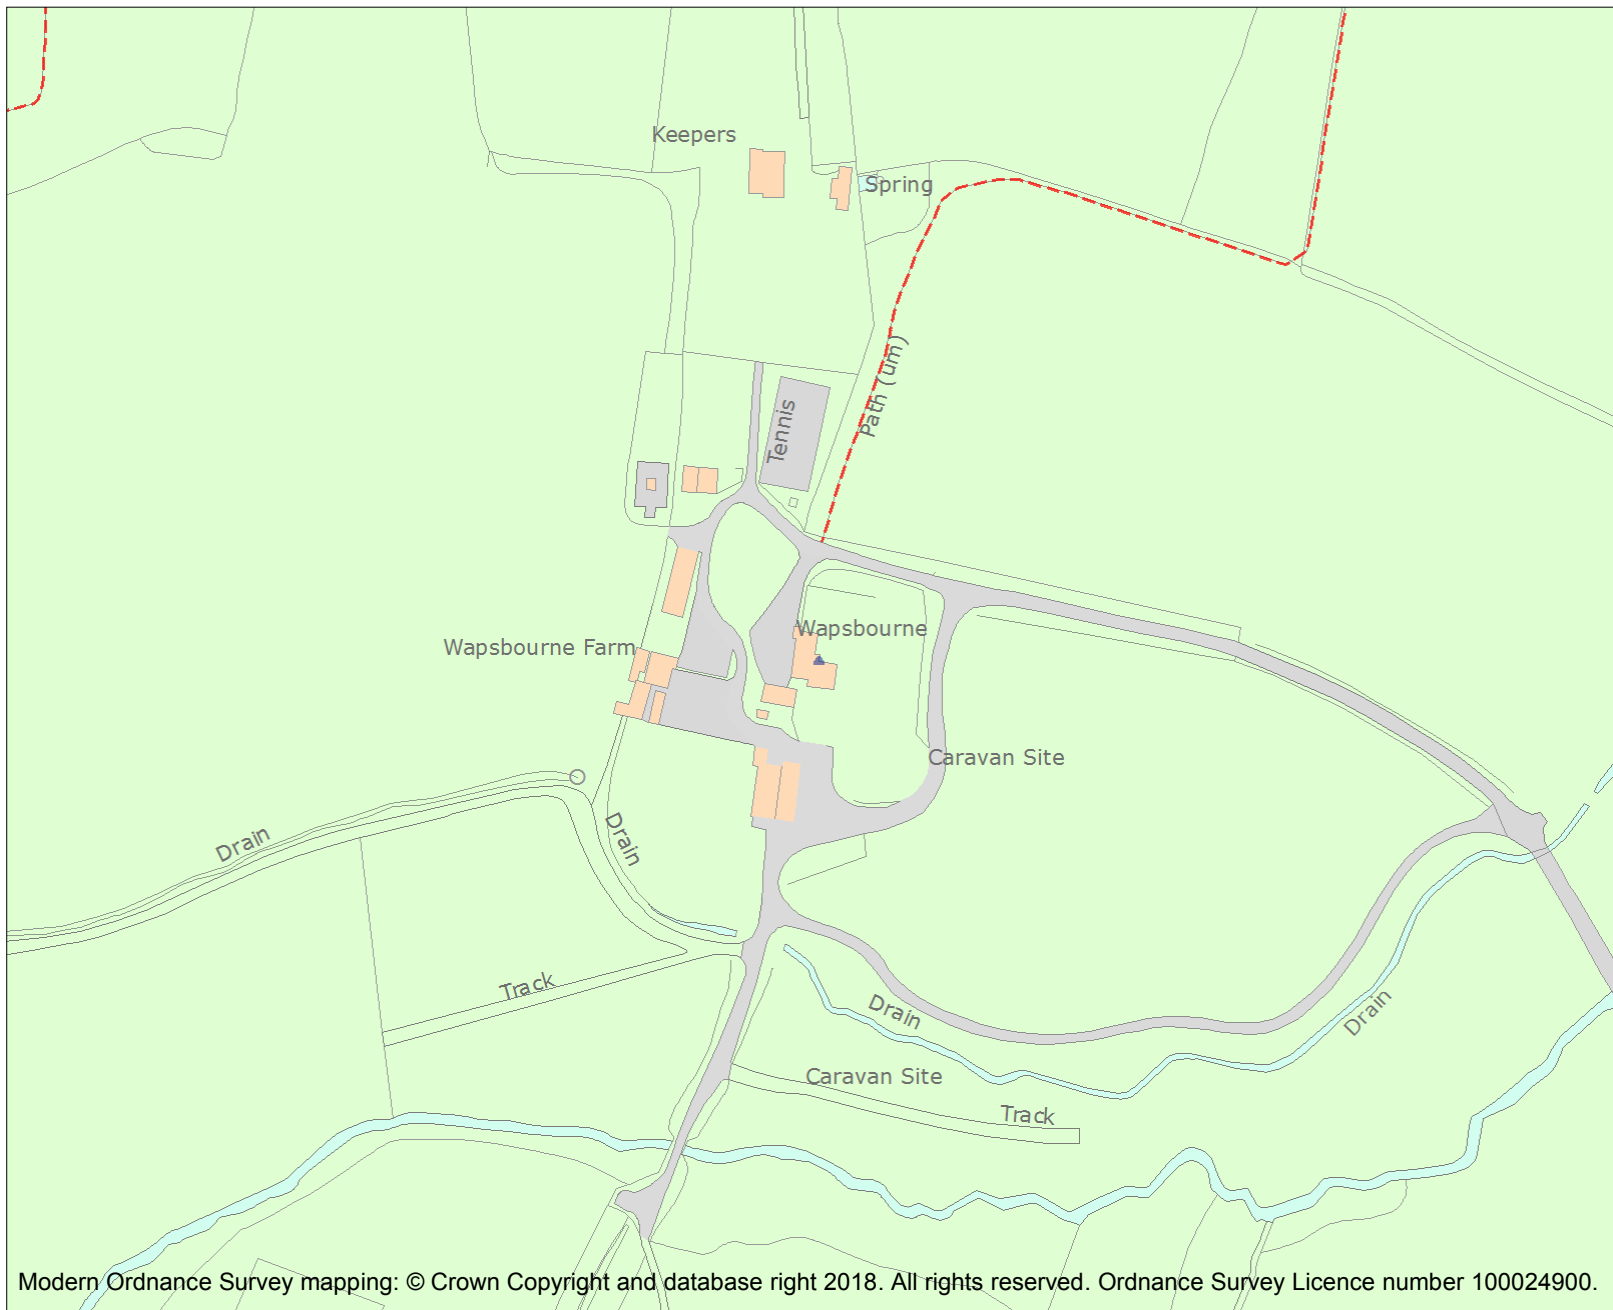 Keepers
Spring
Path (um)
Tennis
Wapsbourne
Wapsbourne Farm
Caravan Site
Drain
Drain
Track
Drain
Drain
Caravan Site
Track
Modern Ordnance Survey mapping: © Crown Copyright and database right 2018. All rights reserved. Ordnance Survey Licence number 100024900.